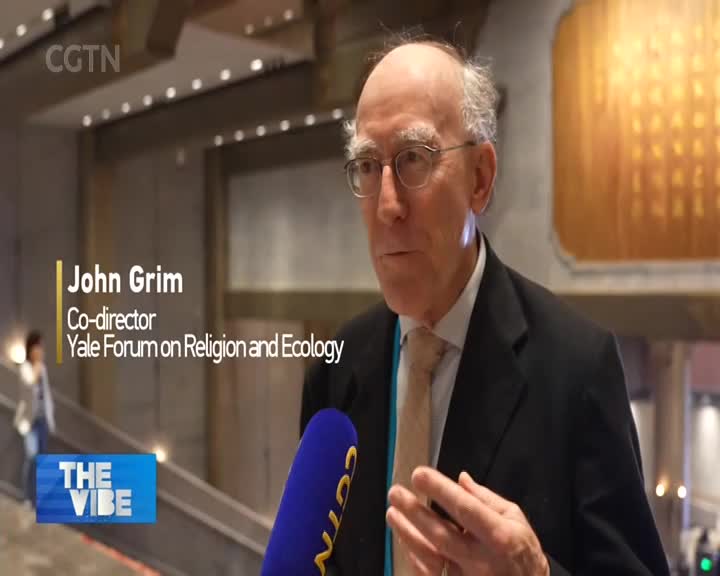 CGTN
John Grim
Co-director
Yale Forum on Religion and Ecology
THE
VIBE
CGTN